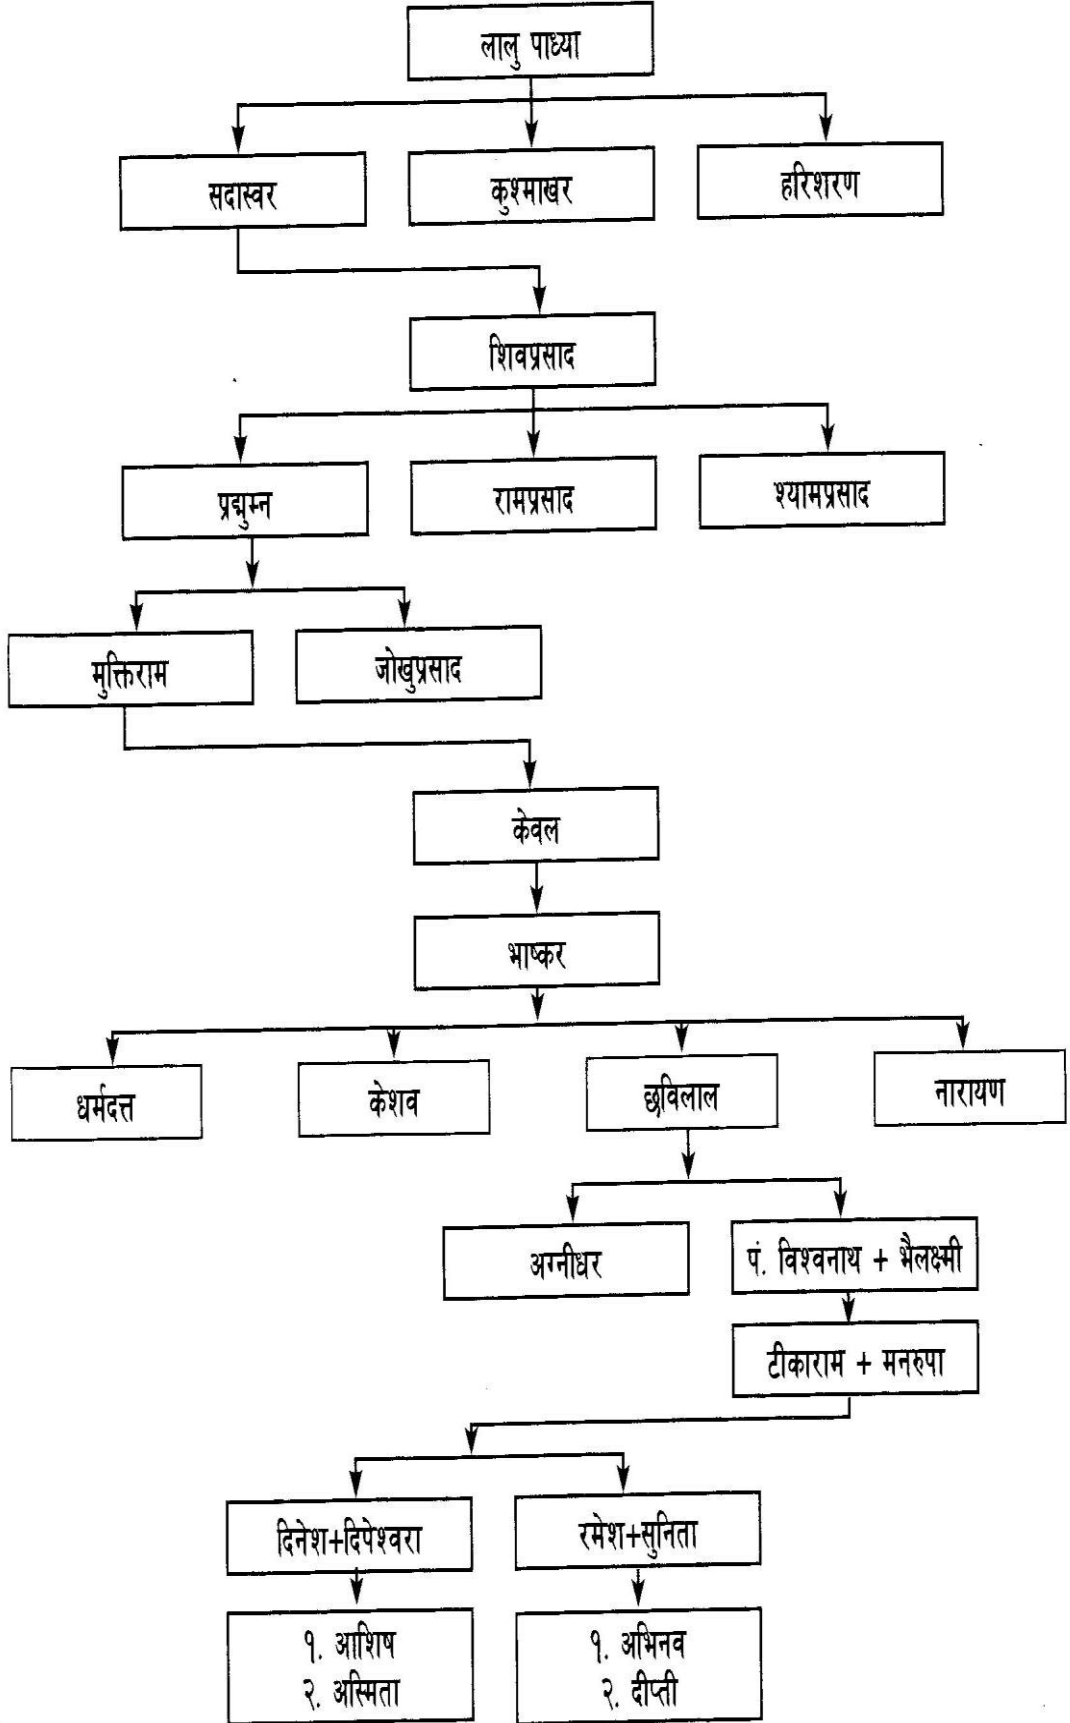 लालु पाध्या
सदास्वर
कुश्माखर
हरिशरण
शिवप्रसाद
प्रद्मुम्न
रामप्रसाद
श्यामप्रसाद
मुक्तिराम
जोखुप्रसाद
केवल
भाष्कर
धर्मदत्त
केशव
छविलाल
नारायण
अग्नीधर
पं. विश्वनाथ + भैलक्ष्मी
टीकाराम + मनरुपा
दिनेश+दिपेश्वरा
रमेश+सुनिता
१. आशिष
२. अस्मिता
१. अभिनव
२. दीप्ती